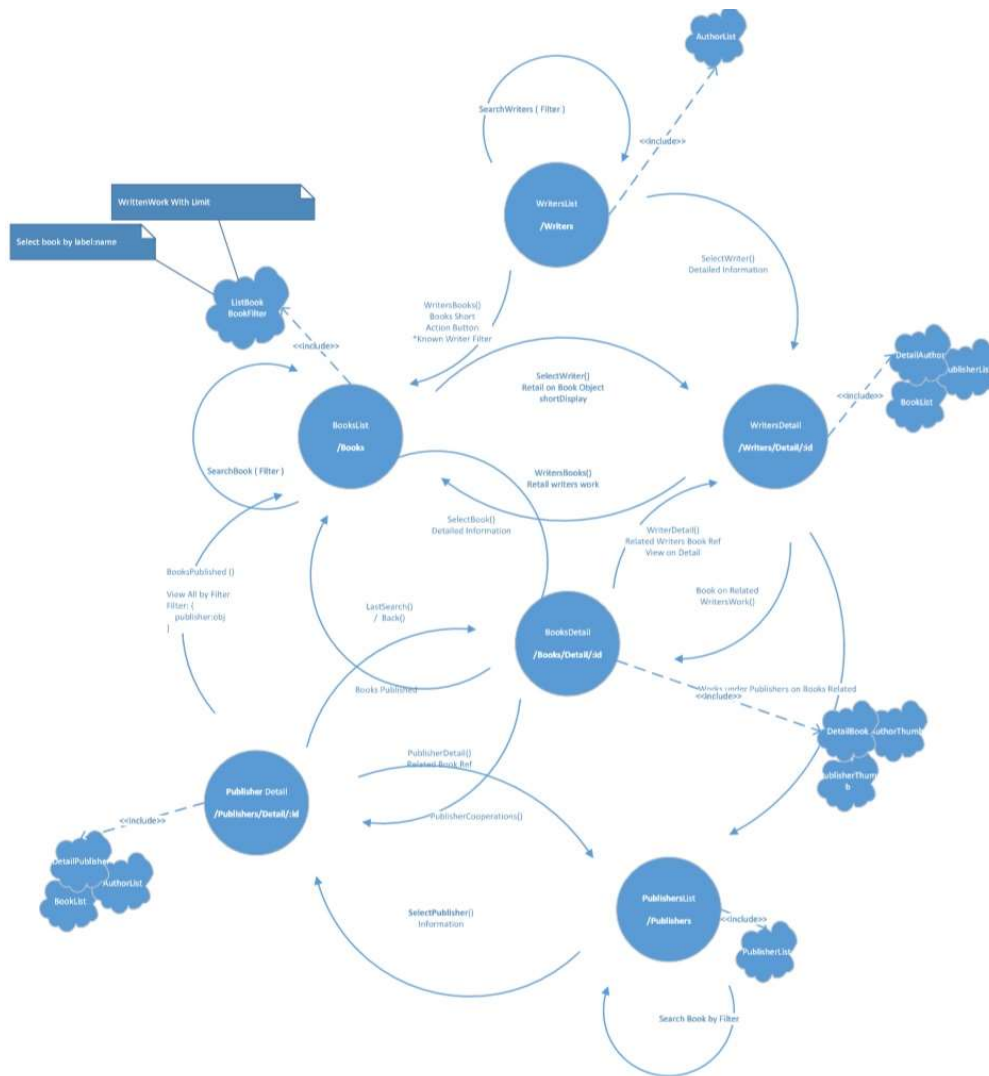 AuthorList
SearchWriters ( Filter )
<<include>>
WritersList
/Writers
WrittenWork With Limit
Select book by label:name
SelectWriter()
Detailed Information
ListBook
BookFilter
WritersBooks()
Books Short
Action Button
*Known Writer Filter
<<include>>
DetailAuthor
PublisherList
BookList
<<include>>
SelectWriter()
Retail on Book Object
shortDisplay
BooksList
/Books
WritersDetail
/Writers/Detail/:id
SearchBook ( Filter )
WritersBooks()
Retail writers work
SelectBook()
Detailed Information
WriterDetail()
Related Writers Book Ref
View on Detail
BooksPublished ()
View All by Filter
Filter: {
publisher:obj
}
Book on Related
WritersWork()
LastSearch()
/ Back()
BooksDetail
/Books/Detail/:id
Books Published
Works under Publishers on Books Related
<<include>>
DetailBook
AuthorThumb
PublisherThum
b
PublisherDetail()
Related Book Ref
Publisher Detail
/Publishers/Detail/:id
PublisherCooperations()
<<include>>
DetailPublisher
AuthorList
BookList
SelectPublisher()
Information
PublishersList
/Publishers
<<include>>
PublisherList
Search Book by Filter